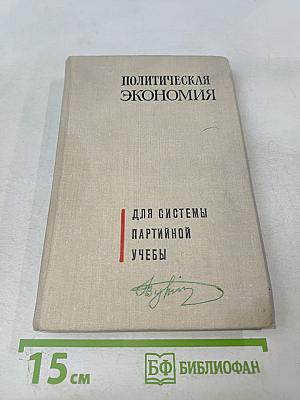 ПОЛИТИЧЕСКАЯ
ЭКОНОМИЯ
ДЛЯ СИСТЕМЫ
ПАРТИЙНОЙ
УЧЕБЫ
15 см
БФ БИБЛИОФАН